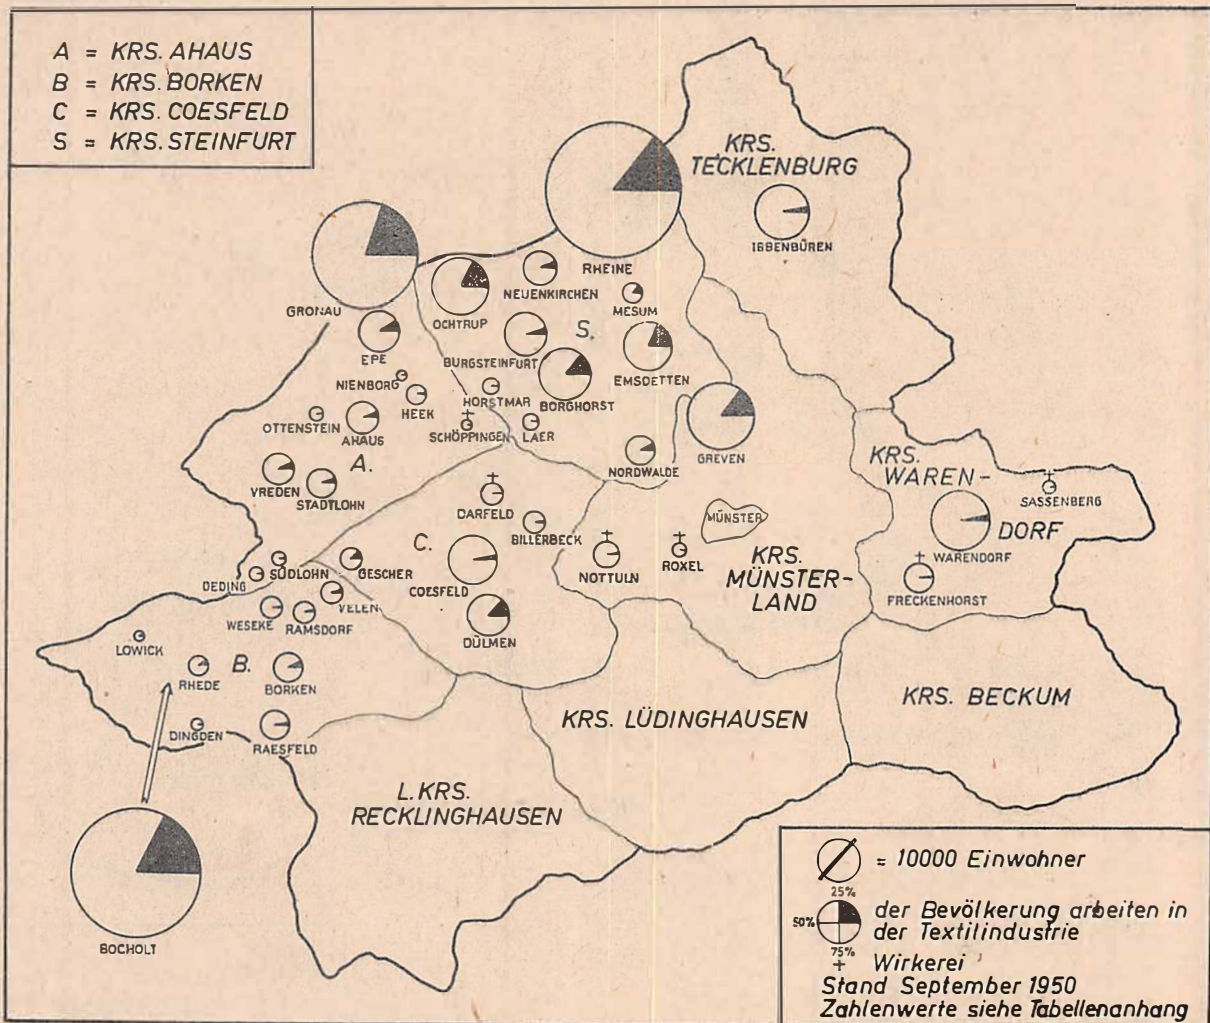 A = KRS. AHAUS
B = KRS. BORKEN
C = KRS. COESFELD
S = KRS. STEINFURT
KRS.
TECKLENBURG
IBBENBÜREN
RHEINE
GRONAU
NEUENKIRCHEN
MESUM
OCHTRUP
S.
EPE
BURGSTEINFURT
EMSDETTEN
NIENBORG
HEEK
HORSTMAR
BORGHORST
OTTENSTEIN
AHAUS
SCHÖPPINGEN
LAER
GREVEN
A.
NORDWALDE
KRS.
WAREN-
DORF
VREDEN
STADTLOHN
SASSENBERG
DARFELD
MÜNSTER
BILLERBECK
WARENDORF
C.
ROXEL
KRS.
MÜNSTER-
LAND
SÜDLOHN
GESCHER
COESFELD
NOTTULN
OEDING
FRECKENHORST
VELEN
WESEKE
RAMSDORF
DÜLMEN
LOWICK
B.
RHEDE
BORKEN
KRS. BECKUM
KRS. LÜDINGHAUSEN
DINGDEN
RAESFELD
L.KRS.
RECKLINGHAUSEN
BOCHOLT
= 10000 Einwohner
25%
50%
75%
der Bevölkerung arbeiten in
der Textilindustrie
+ Wirkerei
Stand September 1950
Zahlenwerte siehe Tabellenanhang